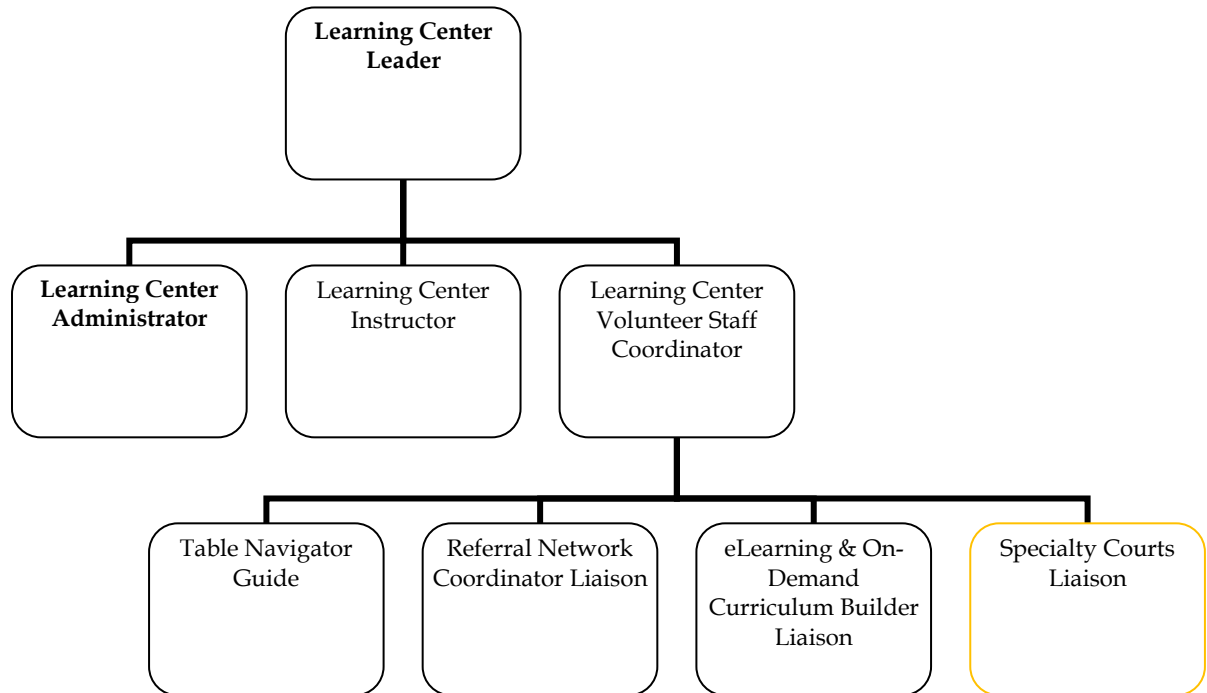 Learning Center
Leader
Learning Center
Administrator
Learning Center
Instructor
Learning Center
Volunteer Staff
Coordinator
Table Navigator
Guide
Referral Network
Coordinator Liaison
eLearning & On-
Demand
Curriculum Builder
Liaison
Specialty Courts
Liaison